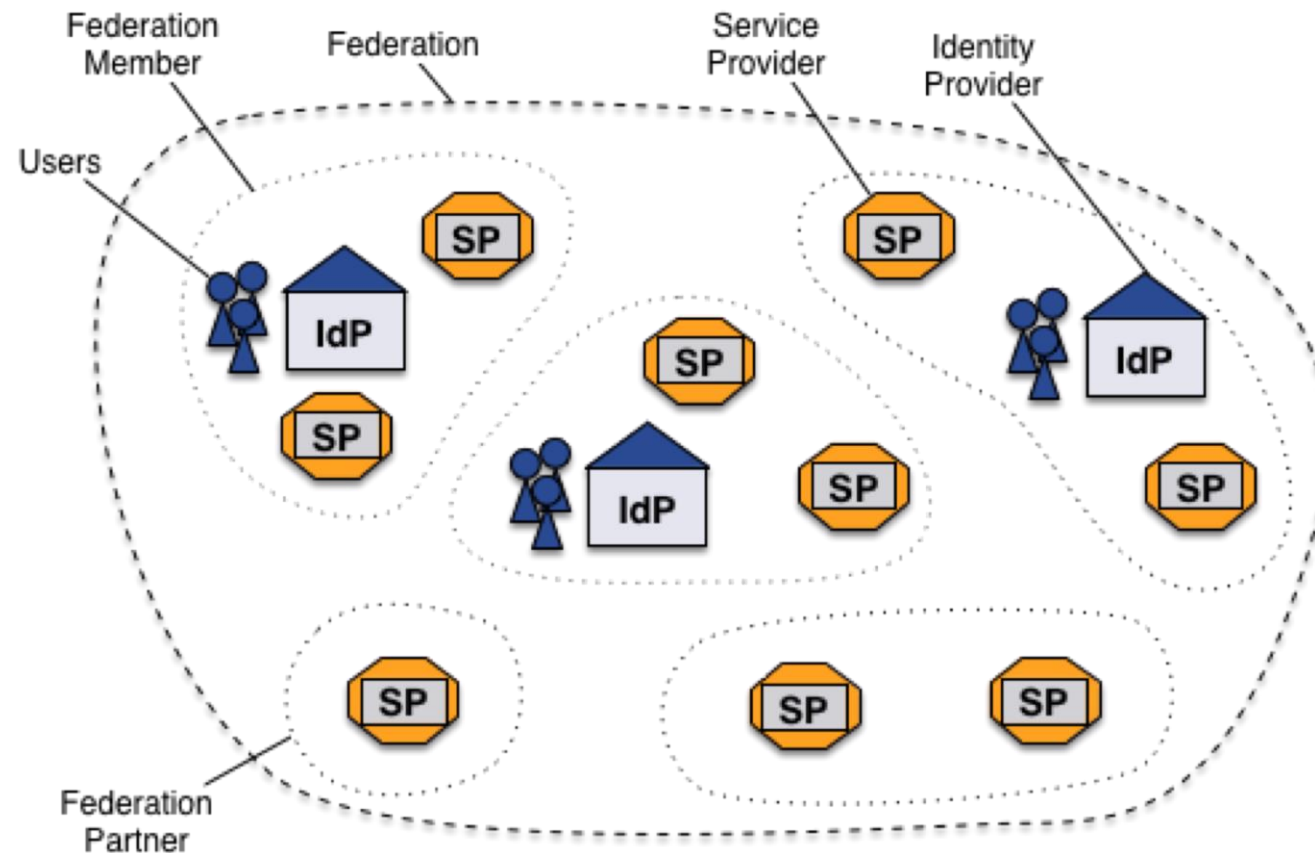 Federation
Member
Federation
Service
Provider
Identity
Provider
Users
SP
SP
IdP
IdP
SP
SP
IdP
SP
SP
SP
SP
SP
Federation
Partner